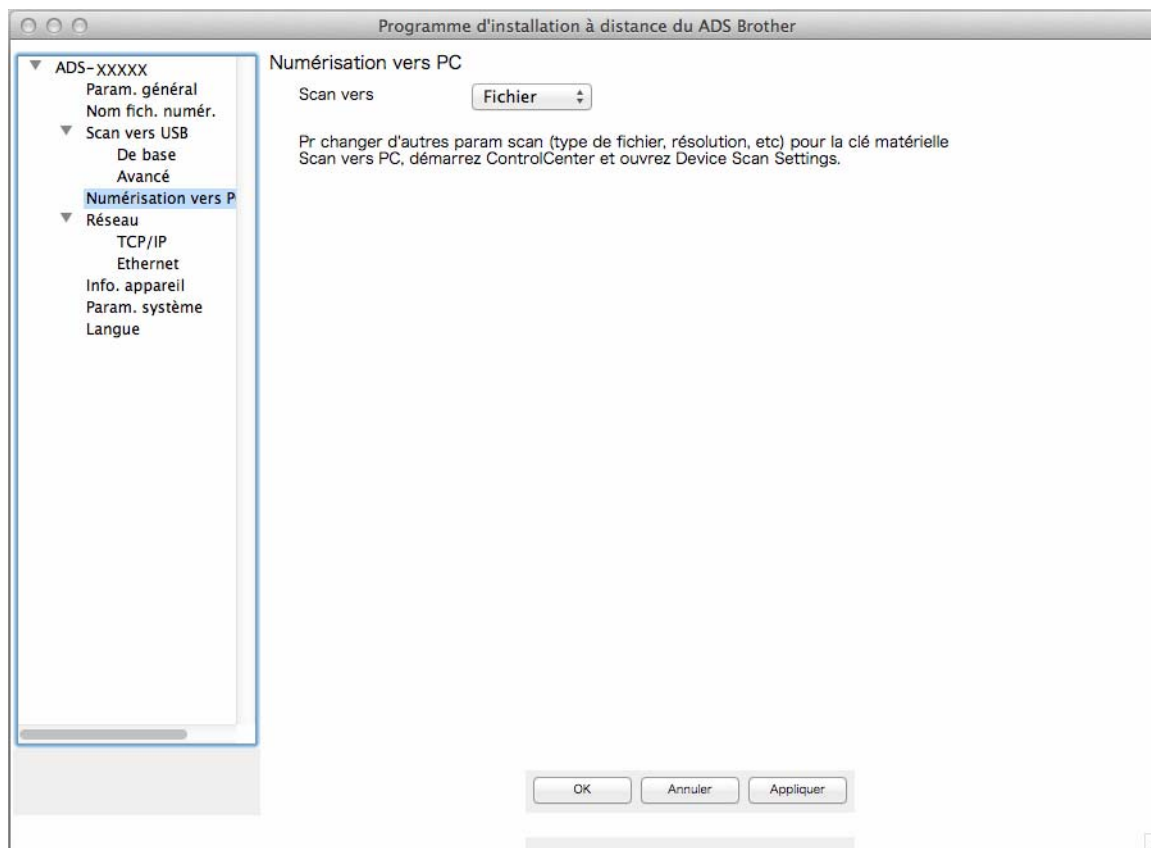 Programme d'installation à distance du ADS Brother
ADS-XXXXX
Param. général
Nom fich. numér.
Scan vers USB
De base
Avancé
Numérisation vers P
Réseau
TCP/IP
Ethernet
Info. appareil
Param. système
Langue
Numérisation vers PC
Scan vers
Fichier
Pr changer d'autres param scan (type de fichier, résolution, etc) pour la clé matérielle
Scan vers PC, démarrez ControlCenter et ouvrez Device Scan Settings.
OK
Annuler
Appliquer